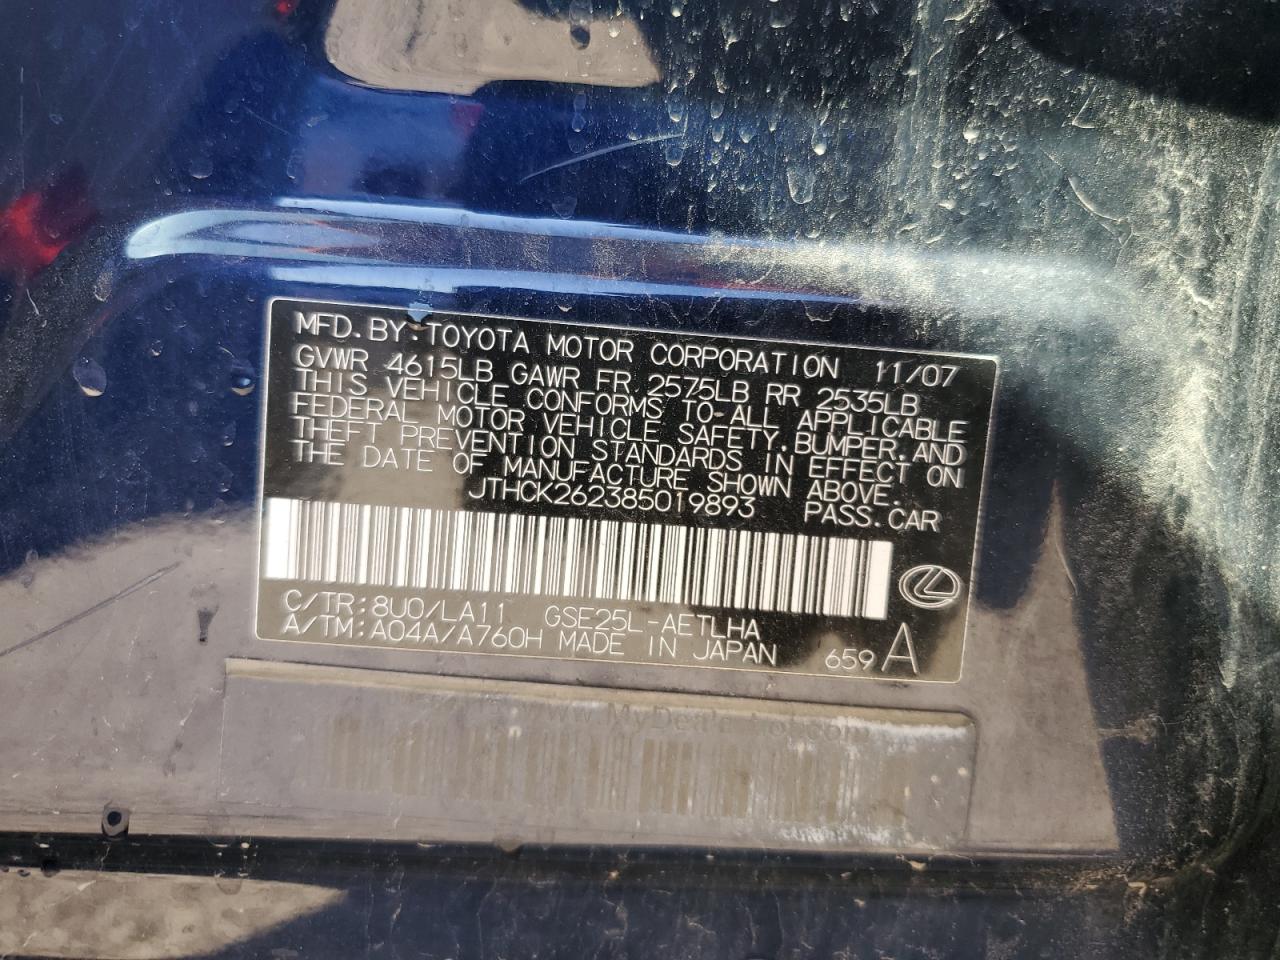 MFD.BY:TOYOTA MOTOR CORPORATION 11/07
GVWR 4615LB GAWR FR 2575LB RR 2535LB
THIS VEHICLE CONFORMS TO ALL APPLICABLE
FEDERAL MOTOR VEHICLE SAFETY,BUMPER,AND
THEFT PREVENTION STANDARDS IN EFFECT ON
THE DATE OF MANUFACTURE SHOWN ABOVE.
JTHCK262385019893 PASS.CAR
C/TR:8U0/LA11 GSE25L-AETLHA
A/TM:A04A/A760H MADE IN JAPAN 659 A